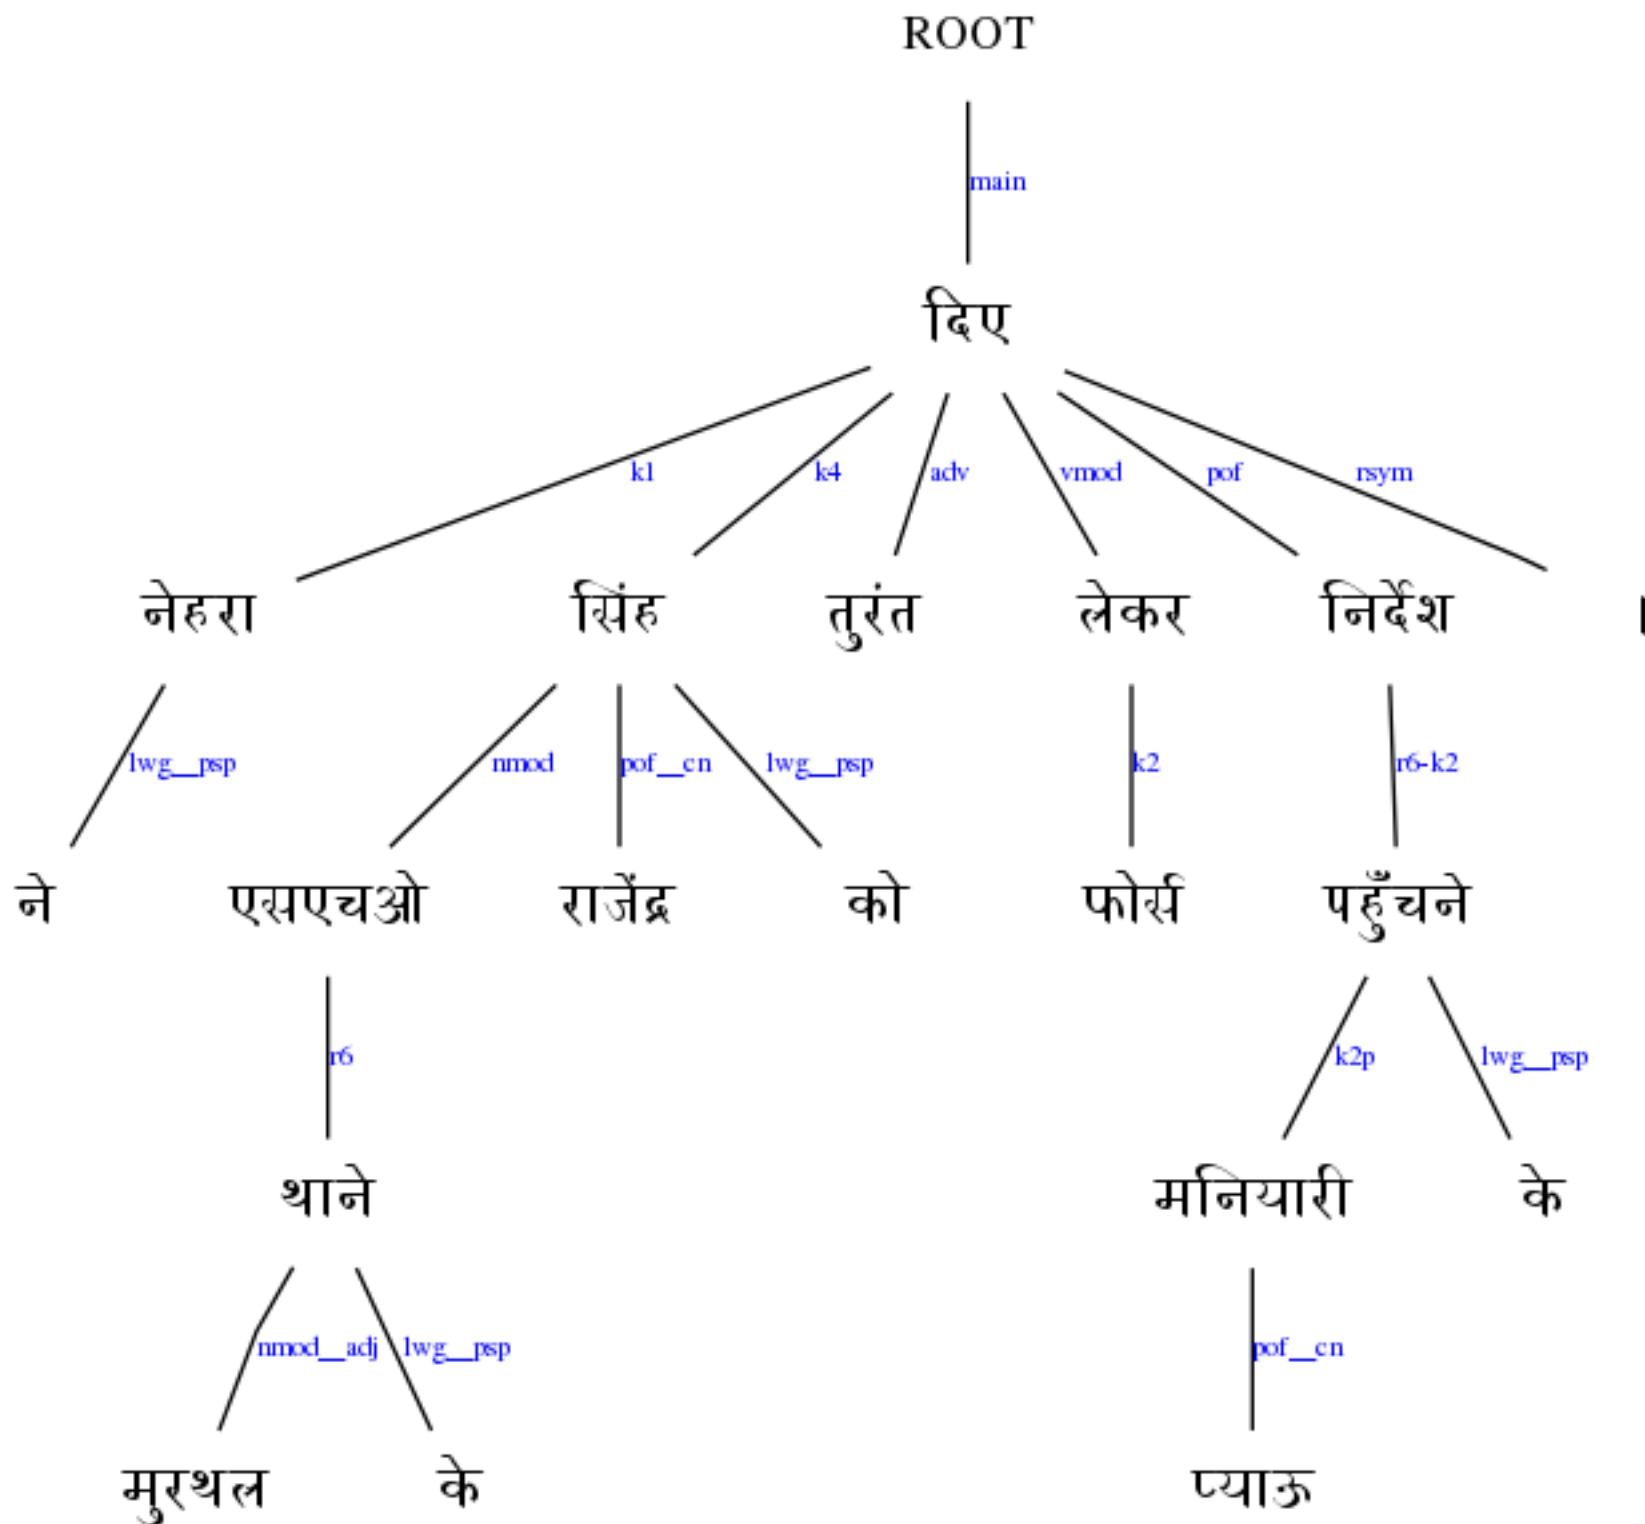 ROOT
main
दिए
k1 k4 adv vmod pof rsym
नेहरा सिंह तुरंत लेकर निर्देश ।
lwg__psp nmod pof__cn lwg__psp k2 r6-k2
ने एसएचओ राजेंद्र को फोर्स पहुँचने
r6 k2p lwg__psp
थाने मनियारी के
nmod__adj lwg__psp pof__cn
मुरथल के प्याऊ